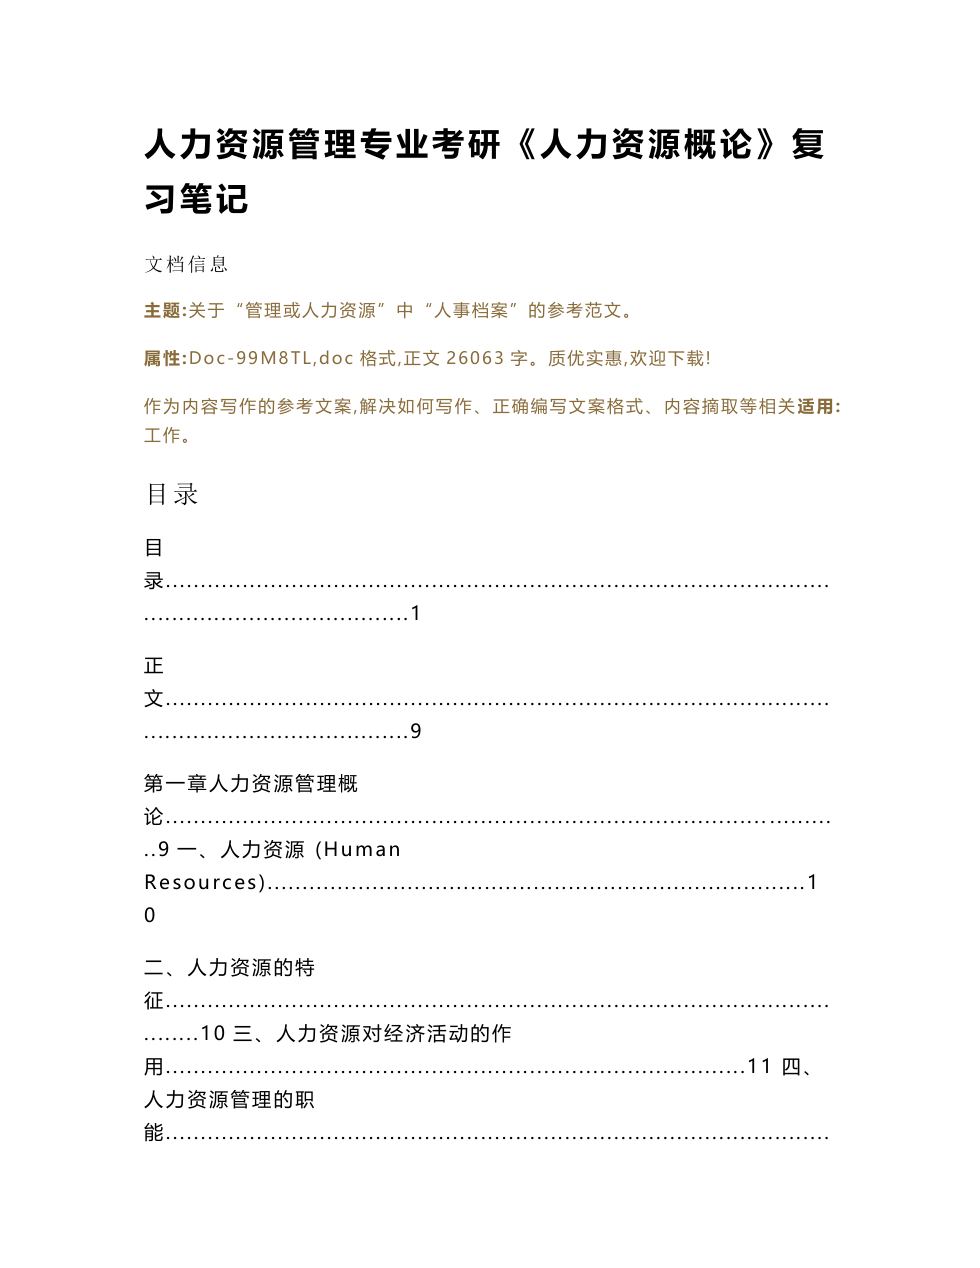 人力资源管理专业考研《人力资源概论》复
习笔记
文档信息
主题:关于“管理或人力资源”中“人事档案”的参考范文。
属性:Doc-99M8TL,doc 格式,正文 26063 字。质优实惠,欢迎下载!
作为内容写作的参考文案,解决如何写作、正确编写文案格式、内容摘取等相关适用:
工作。
目录
目
录...............................................................................................
......................................1
正
文...............................................................................................
......................................9
第一章人力资源管理概
论...............................................................................................
..9 一、人力资源 (Human
Resources).............................................................................1
0
二、人力资源的特
征...............................................................................................
........10 三、人力资源对经济活动的作
用...................................................................................11 四、
人力资源管理的职
能...............................................................................................